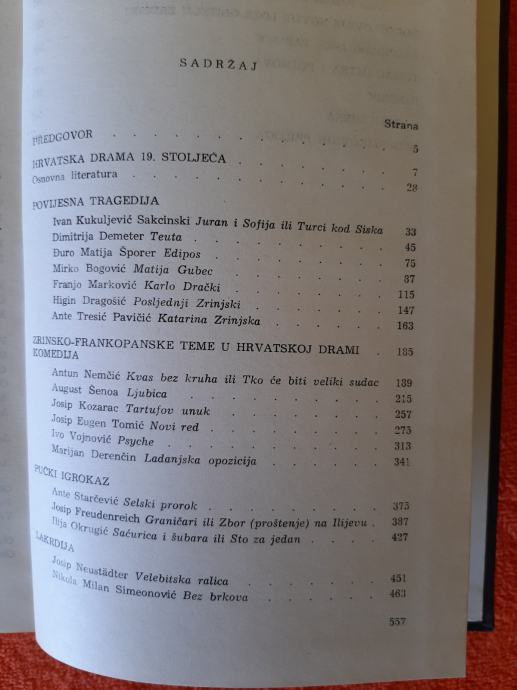 SADRŽAJ
Strana
PREDGOVOR . . . . . . . . . . 5
HRVATSKA DRAMA 19. STOLJEĆA . . . . . 7
Osnovna literatura . . . . . . . . . 28
POVIJESNA TRAGEDIJA
Ivan Kukuljević Sakcinski Juran i Sofija ili Turci kod Siska 33
Dimitrija Demeter Teuta . . . . . . . 45
Đuro Matija Šporer Edipos . . . . . . 75
Mirko Bogović Matija Gubec . . . . . . 87
Franjo Marković Karlo Drački . . . . . 115
Higin Dragošić Posljednji Zrinjski . . . . 147
Ante Tresić Pavičić Katarina Zrinjska . . . 163
ZRINSKO-FRANKOPANSKE TEME U HRVATSKOJ DRAMI . 185
KOMEDIJA
Antun Nemčić Kvas bez kruha ili Tko će biti veliki sudac 189
August Šenoa Ljubica . . . . . . . 215
Josip Kozarac Tartufov unuk . . . . . 257
Josip Eugen Tomić Novi red . . . . . 273
Ivo Vojnović Psyche . . . . . . . 313
Marijan Derenčin Ladanjska opozicija . . . 341
PUČKI IGROKAZ
Ante Starčević Selski prorok . . . . . 375
Josip Freudenreich Graničari ili Zbor (proštenje) na Ilijevu . 387
Ilija Okrugić Saćurica i šubara ili Sto za jedan . . 427
LAKRDIJA
Josip Neustädter Velebitska ralica . . . . 451
Nikola Milan Simeonović Bez brkova . . . . 463
557